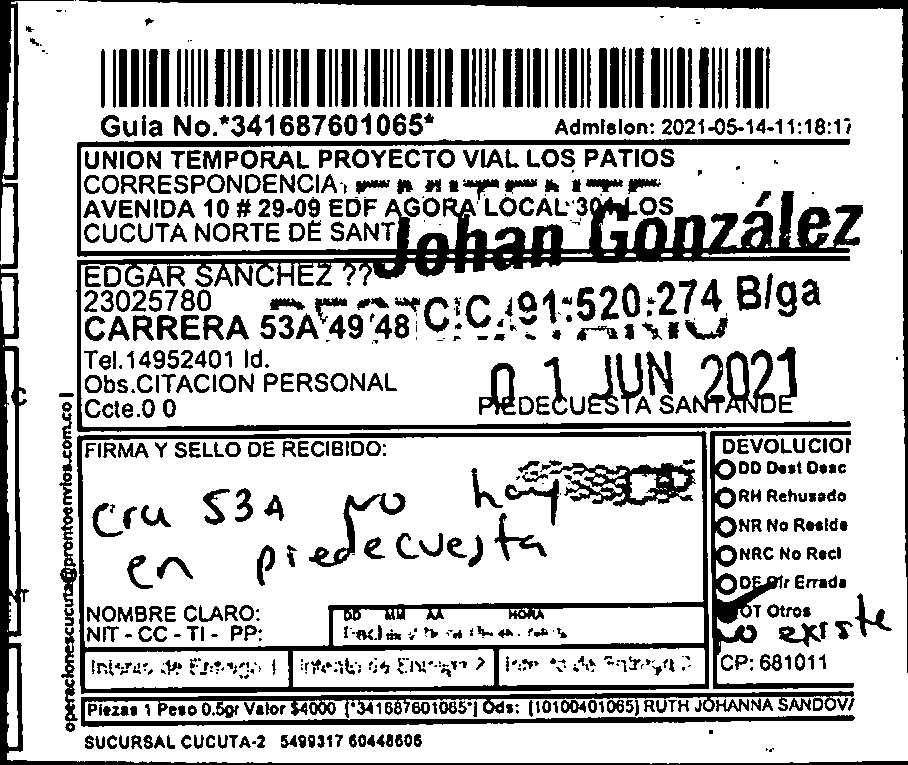 Guia No.*341687601065*
Admision: 2021-05-14-11:18:17
UNION TEMPORAL PROYECTO VIAL LOS PATIOS
CORRESPONDENCIA
AVENIDA 10 # 29-09 EDF AGORA LOCAL 304 LOS
CUCUTA NORTE DE SANT
Johan González
EDGAR SANCHEZ ??
23025780
CARRERA 53A 49 48
C.C. 91.520.274 B/ga
Tel.14952401 Id.
Obs.CITACION PERSONAL
01 JUN 2021
Ccte.0 0
PIEDECUESTA SANTANDE
operacionescucuta@prontoenvios.com.co
FIRMA Y SELLO DE RECIBIDO:
Cru 53A No hay
en piedecuesta
DEVOLUCION
DD Dest Desc
RH Rehusado
NR No Reside
NRC No Recl
DE Dir Errada
OT Otros
No existe
CP: 681011
NOMBRE CLARO:
NIT - CC - TI - PP:
DD MM AA HORA
Intento de Entrega 1 Intento de Entrega 2
Piezas 1 Peso 0.5gr Valor $4000 (*341687601065*) Ods: (10100401065) RUTH JOHANNA SANDOV
SUCURSAL CUCUTA-2 5499317 60448606